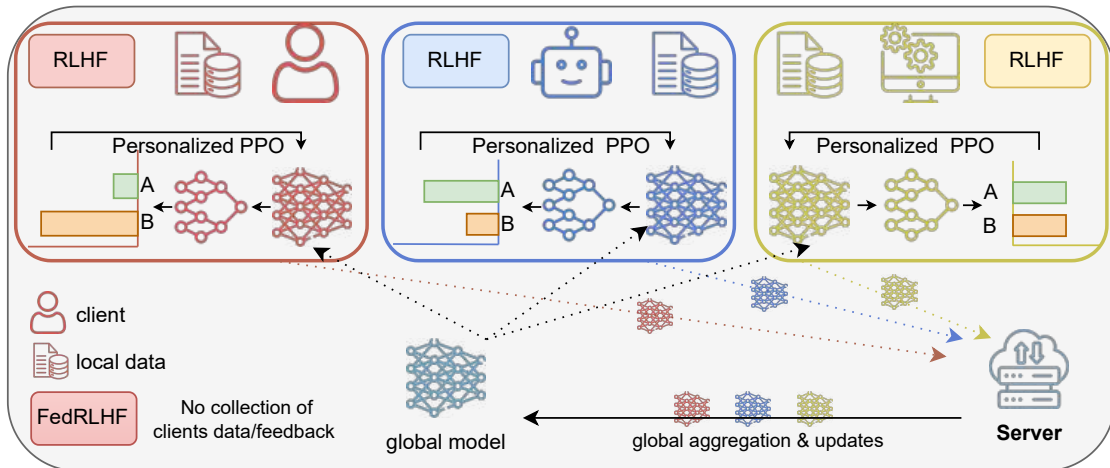 RLHF
Personalized PPO
A
B
RLHF
Personalized PPO
A
B
RLHF
Personalized PPO
A
B
client
local data
FedRLHF
No collection of
clients data/feedback
global model
global aggregation & updates
Server